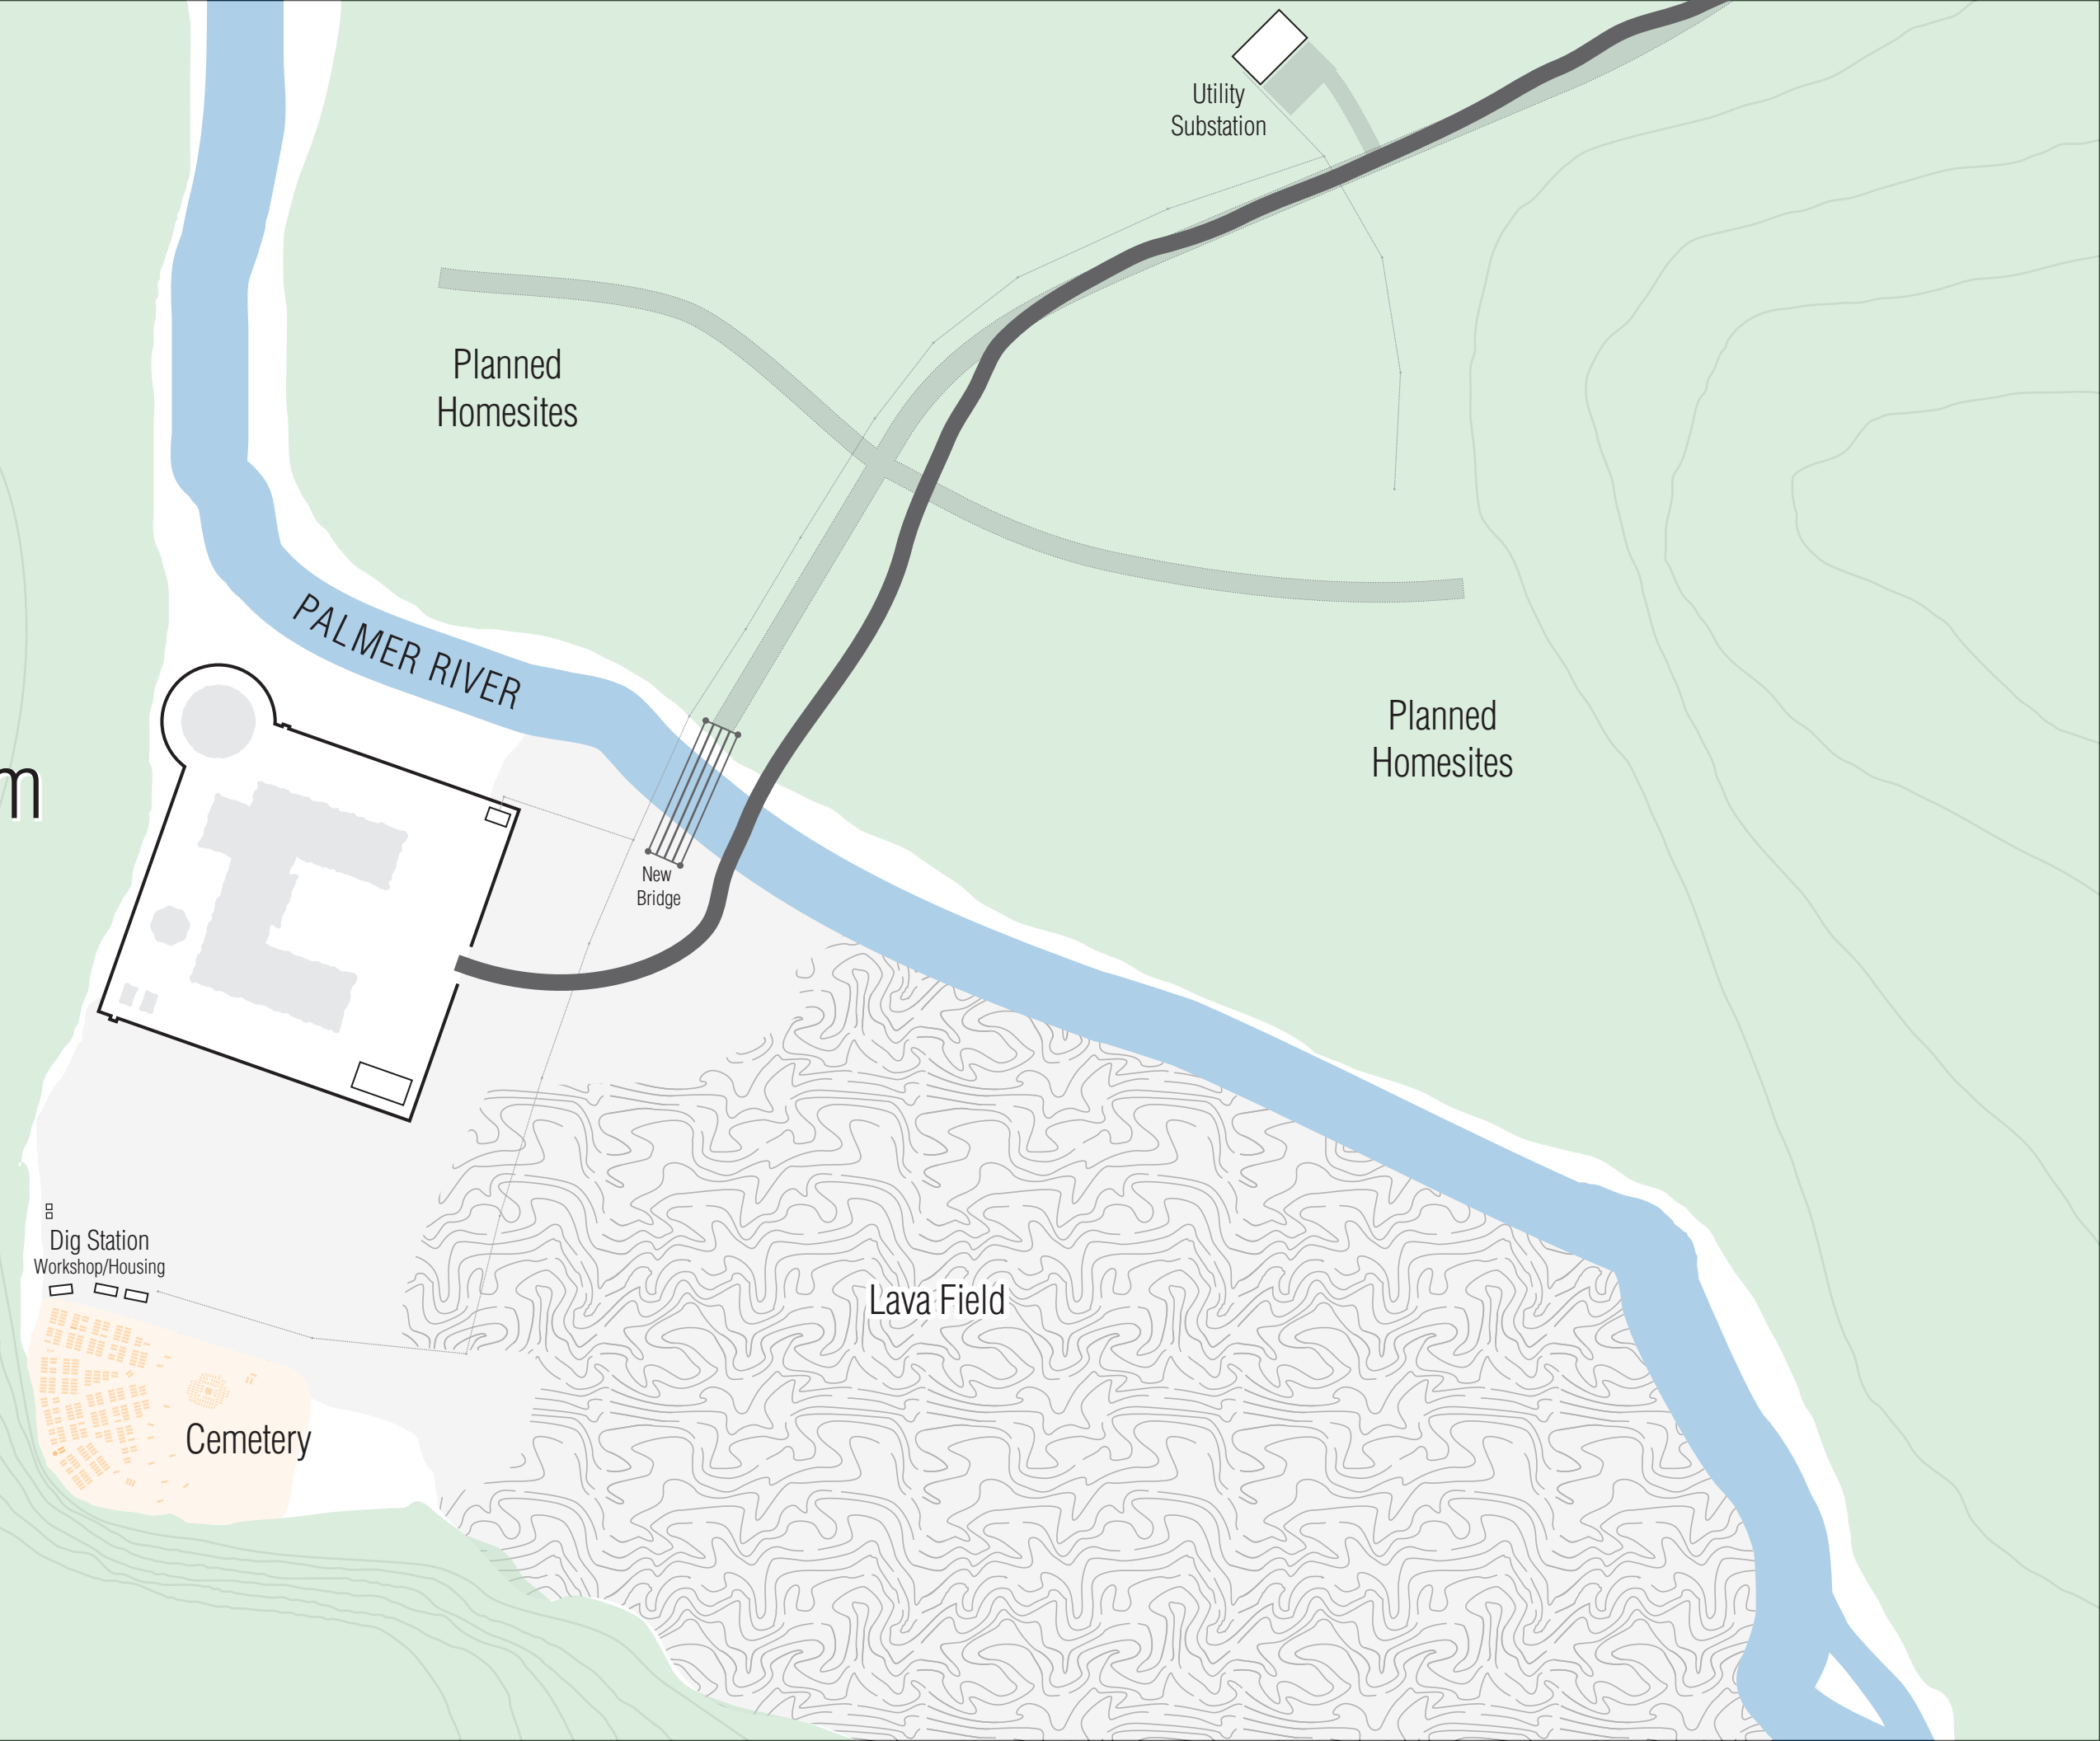 Utility
Substation
Planned
Homesites
PALMER RIVER
Planned
Homesites
m
New
Bridge
Dig Station
Workshop/Housing
Lava Field
Cemetery